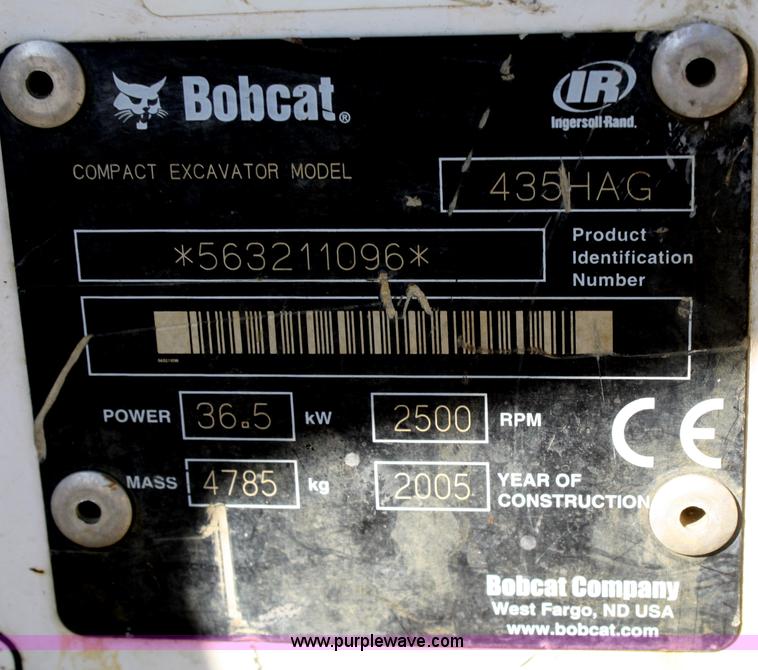 Bobcat®
IR
Ingersoll-Rand.
COMPACT EXCAVATOR MODEL
435HAG
*563211096*
Product
Identification
Number
563211096
POWER 36.5 kW 2500 RPM
CE
MASS 4785 kg 2005 YEAR OF
CONSTRUCTION
Bobcat Company
West Fargo, ND USA
www.bobcat.com
www.purplewave.com